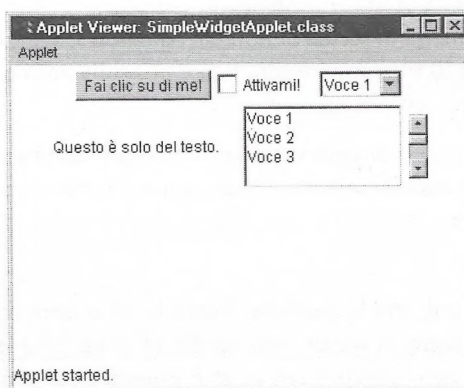 Applet Viewer: SimpleWidgetApplet.class
Applet
Fai clic su di me!
Attivami!
Voce 1
Questo è solo del testo.
Voce 1
Voce 2
Voce 3
Applet started.